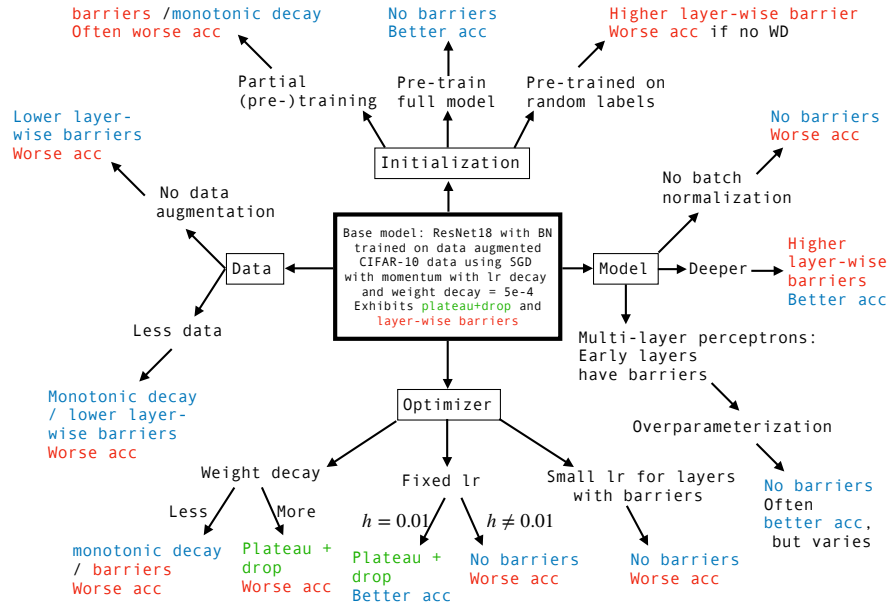 barriers /monotonic decay
Often worse acc
No barriers
Better acc
Higher layer-wise barrier
Worse acc if no WD
Partial
(pre-)training
Pre-train
full model
Pre-trained on
random labels
Initialization
Lower layer-
wise barriers
Worse acc
No data
augmentation
Data
Less data
Monotonic decay
/ lower layer-
wise barriers
Worse acc
Base model: ResNet18 with BN
trained on data augmented
CIFAR-10 data using SGD
with momentum with lr decay
and weight decay = 5e-4
Exhibits plateau+drop and
layer-wise barriers
No barriers
Worse acc
No batch
normalization
Model
Deeper
Higher
layer-wise
barriers
Better acc
Multi-layer perceptrons:
Early layers
have barriers
Overparameterization
No barriers
Often
better acc,
but varies
Optimizer
Weight decay
Less
More
monotonic decay
/ barriers
Worse acc
Plateau +
drop
Worse acc
Fixed lr
h = 0.01
h ≠ 0.01
Plateau +
drop
Better acc
No barriers
Worse acc
Small lr for layers
with barriers
No barriers
Worse acc